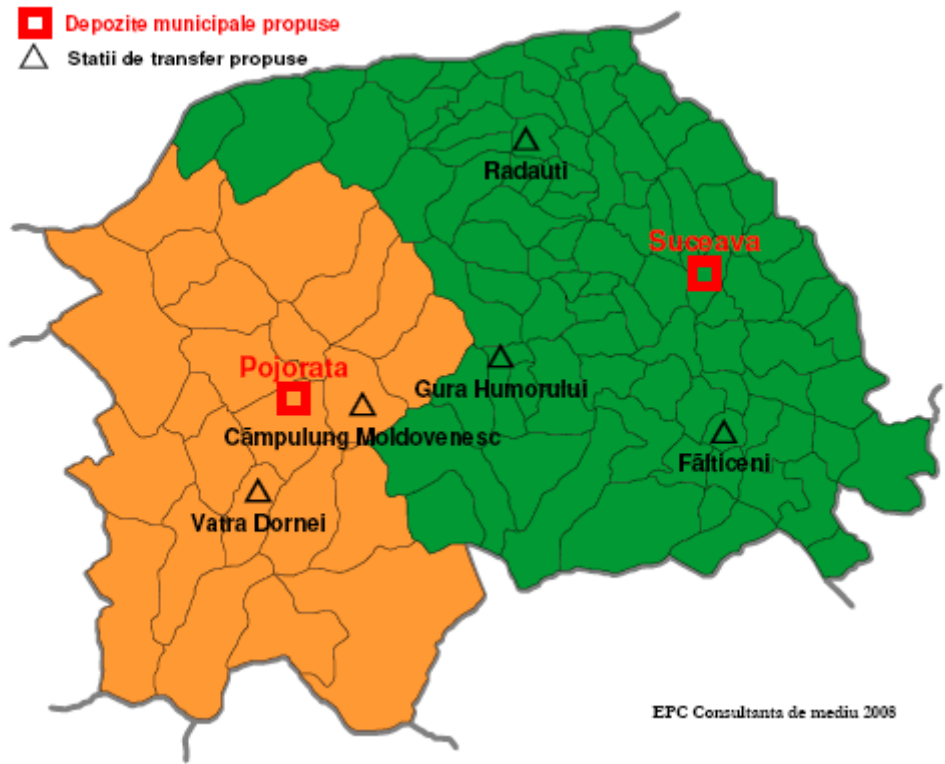 Depozite municipale propuse
Statii de transfer propuse
Radauti
Suceava
Pojorata
Gura Humorului
Câmpulung Moldovenesc
Fălticeni
Vatra Dornei
EPC Consultanta de mediu 2008